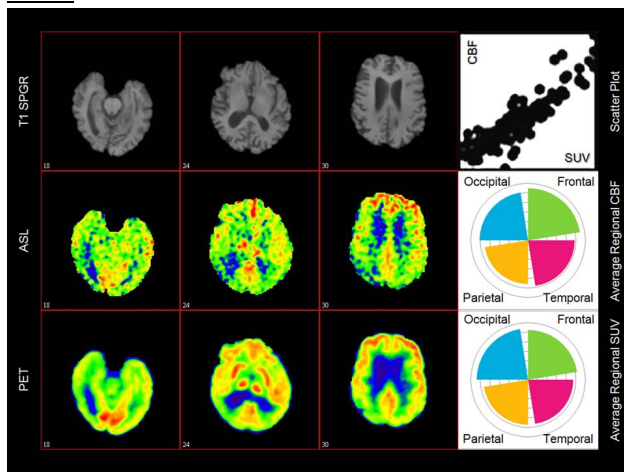 T1 SPGR
18
24
30
CBF
SUV
Scatter Plot
ASL
18
24
30
Occipital Frontal
Parietal Temporal
Average Regional CBF
PET
18
24
30
Occipital Frontal
Parietal Temporal
Average Regional SUV